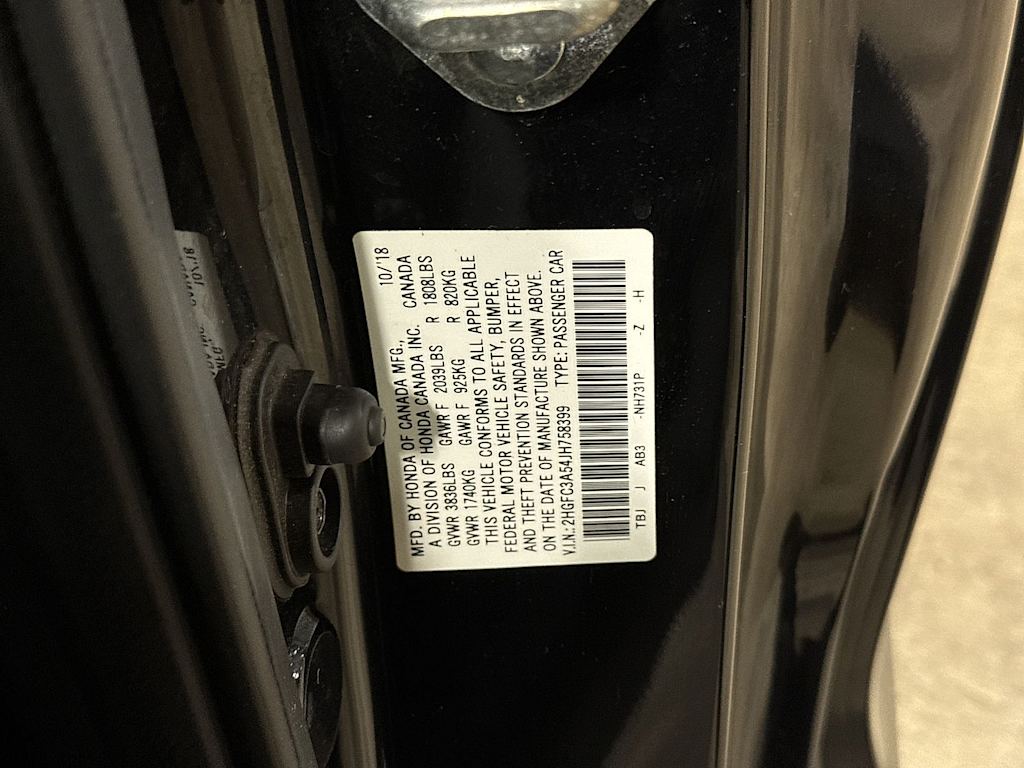 10/'18
MFD. BY HONDA OF CANADA MFG.,
A DIVISION OF HONDA CANADA INC. CANADA
GVWR 3836LBS GAWR F 2039LBS R 1808LBS
GVWR 1740KG GAWR F 925KG R 820KG
THIS VEHICLE CONFORMS TO ALL APPLICABLE
FEDERAL MOTOR VEHICLE SAFETY, BUMPER,
AND THEFT PREVENTION STANDARDS IN EFFECT
ON THE DATE OF MANUFACTURE SHOWN ABOVE.
V.I.N.: 2HGFC3A54JH758399 TYPE: PASSENGER CAR
TBJ J AB3 -NH731P -Z -H